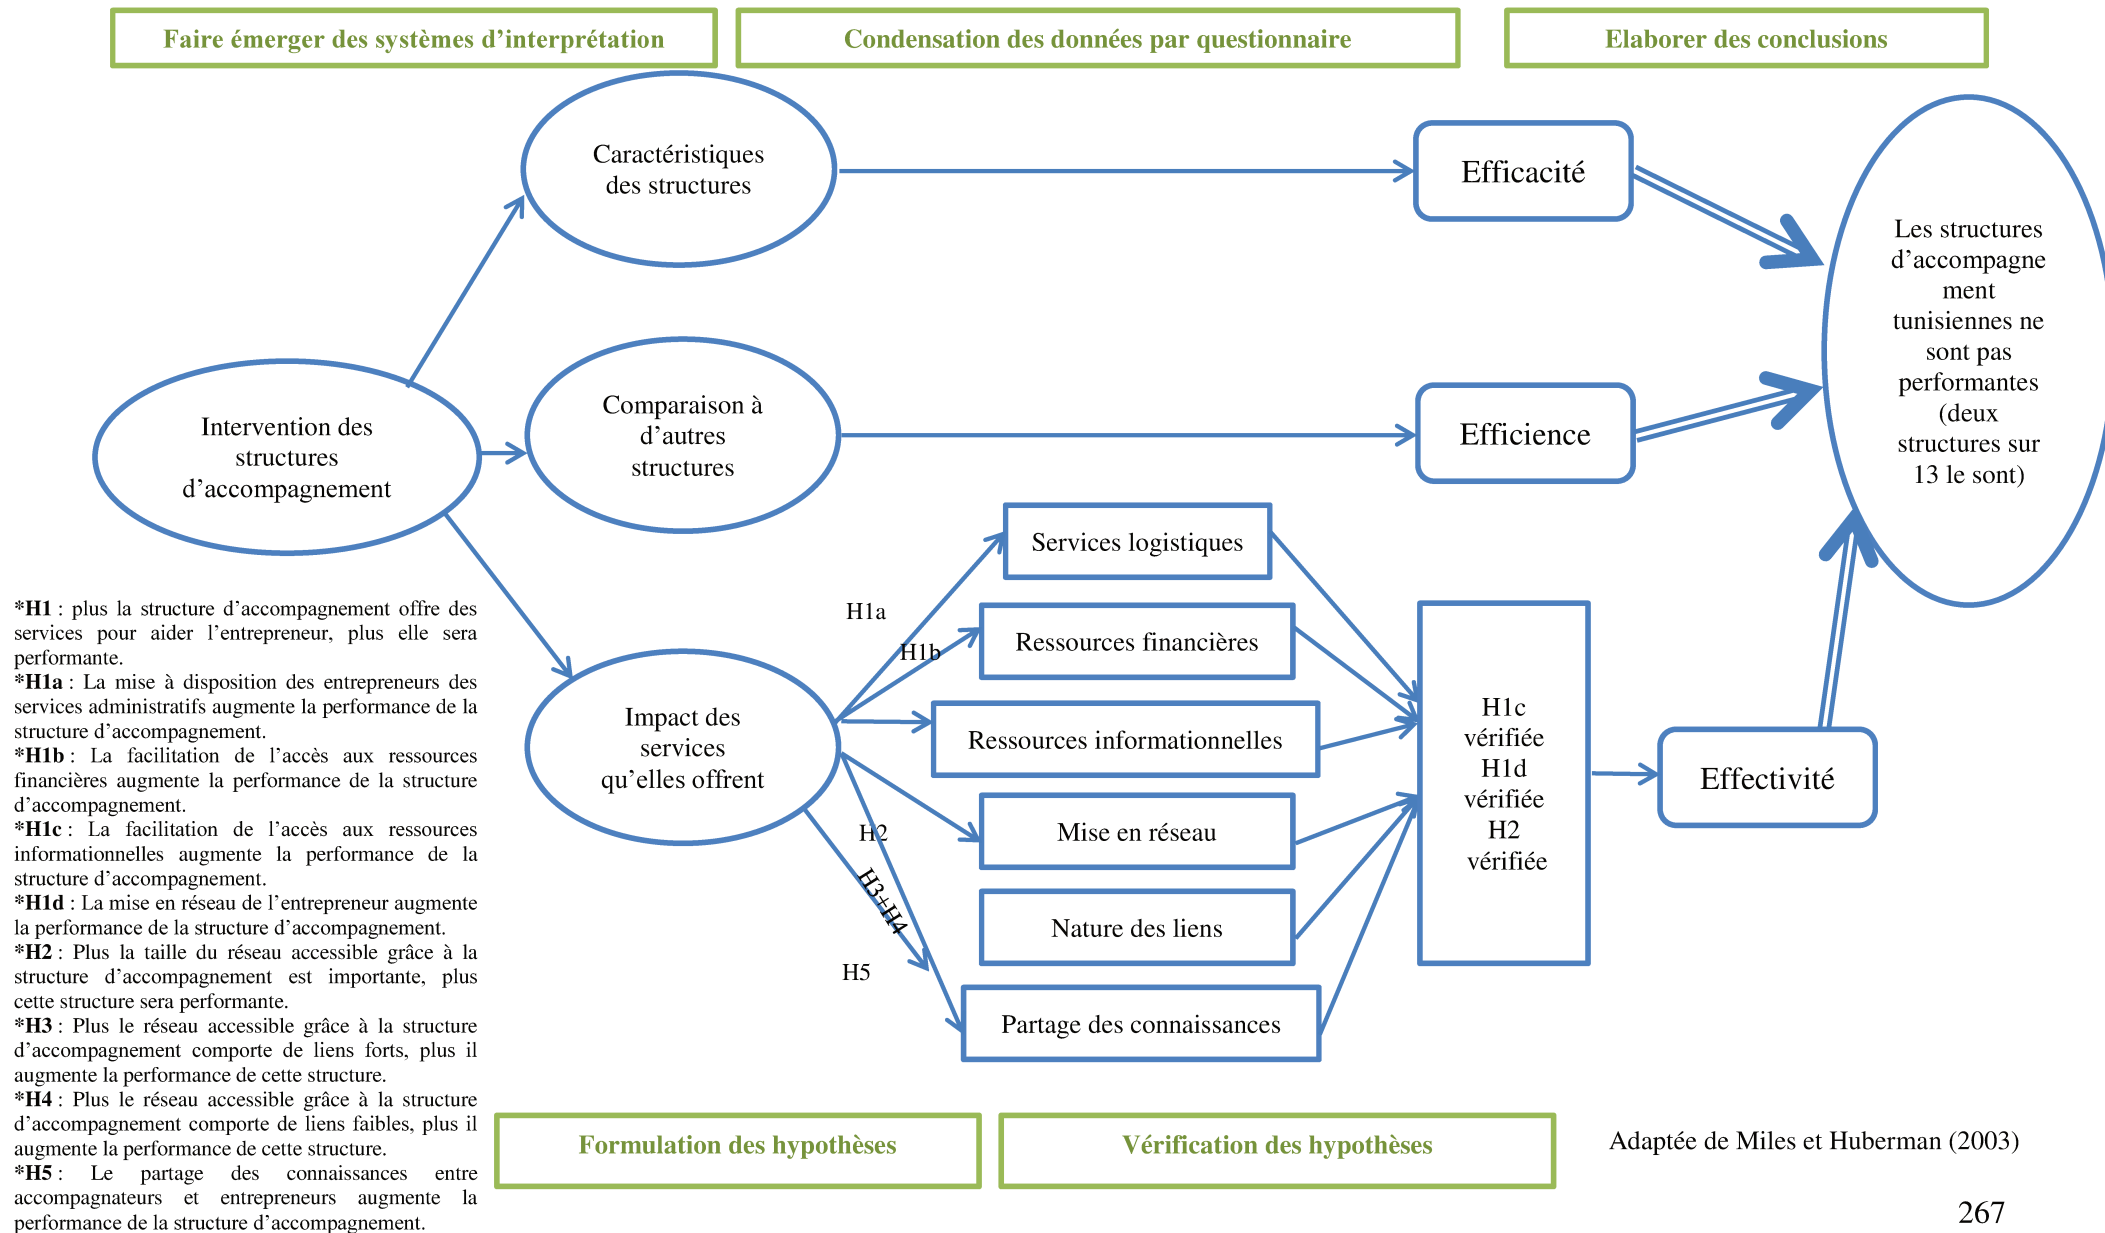 Faire émerger des systèmes d’interprétation
Condensation des données par questionnaire
Elaborer des conclusions
Caractéristiques
des structures
Efficacité
Les structures
d’accompagne
ment
tunisiennes ne
sont pas
performantes
(deux
structures sur
13 le sont)
Intervention des
structures
d’accompagnement
Comparaison à
d’autres
structures
Efficience
Impact des
services
qu’elles offrent
H1a
H1b
H2
H3+H4
H5
Services logistiques
Ressources financières
Ressources informationnelles
Mise en réseau
Nature des liens
Partage des connaissances
H1c
vérifiée
H1d
vérifiée
H2
vérifiée
Effectivité
*H1 : plus la structure d’accompagnement offre des
services pour aider l’entrepreneur, plus elle sera
performante.
*H1a : La mise à disposition des entrepreneurs des
services administratifs augmente la performance de la
structure d’accompagnement.
*H1b : La facilitation de l’accès aux ressources
financières augmente la performance de la structure
d’accompagnement.
*H1c : La facilitation de l’accès aux ressources
informationnelles augmente la performance de la
structure d’accompagnement.
*H1d : La mise en réseau de l’entrepreneur augmente
la performance de la structure d’accompagnement.
*H2 : Plus la taille du réseau accessible grâce à la
structure d’accompagnement est importante, plus
cette structure sera performante.
*H3 : Plus le réseau accessible grâce à la structure
d’accompagnement comporte de liens forts, plus il
augmente la performance de cette structure.
*H4 : Plus le réseau accessible grâce à la structure
d’accompagnement comporte de liens faibles, plus il
augmente la performance de cette structure.
*H5 : Le partage des connaissances entre
accompagnateurs et entrepreneurs augmente la
performance de la structure d’accompagnement.
Formulation des hypothèses
Vérification des hypothèses
Adaptée de Miles et Huberman (2003)
267